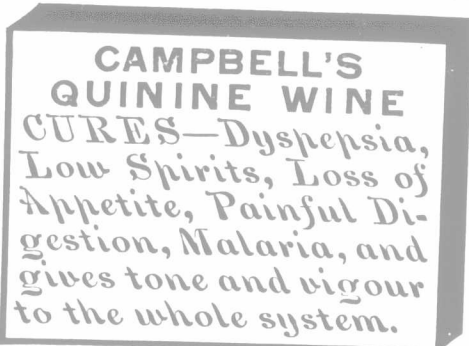 CAMPBELL'S
QUININE WINE
CURES—Dyspepsia,
Low Spirits, Loss of
Appetite, Painful Di-
gestion, Malaria, and
gives tone and vigour
to the whole system.